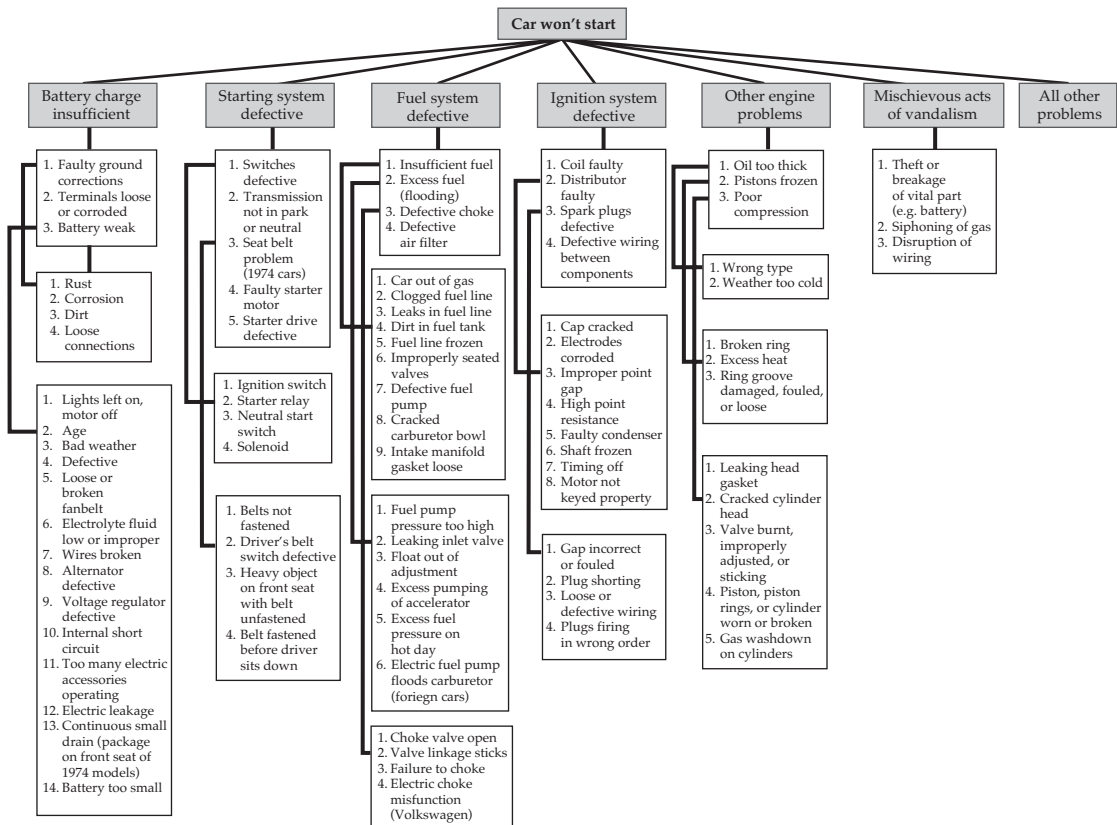 Car won't start
Battery charge
insufficient
Starting system
defective
Fuel system
defective
Ignition system
defective
Other engine
problems
Mischievous acts
of vandalism
All other
problems
1. Faulty ground
corrections
2. Terminals loose
or corroded
3. Battery weak
1. Rust
2. Corrosion
3. Dirt
4. Loose
connections
1. Lights left on,
motor off
2. Age
3. Bad weather
4. Defective
5. Loose or
broken
fanbelt
6. Electrolyte fluid
low or improper
7. Wires broken
8. Alternator
defective
9. Voltage regulator
defective
10. Internal short
circuit
11. Too many electric
accessories
operating
12. Electric leakage
13. Continuous small
drain (package
on front seat of
1974 models)
14. Battery too small
1. Switches
defective
2. Transmission
not in park
or neutral
3. Seat belt
problem
(1974 cars)
4. Faulty starter
motor
5. Starter drive
defective
1. Ignition switch
2. Starter relay
3. Neutral start
switch
4. Solenoid
1. Belts not
fastened
2. Driver's belt
switch defective
3. Heavy object
on front seat
with belt
unfastened
4. Belt fastened
before driver
sits down
1. Insufficient fuel
2. Excess fuel
(flooding)
3. Defective choke
4. Defective
air filter
1. Car out of gas
2. Clogged fuel line
3. Leaks in fuel line
4. Dirt in fuel tank
5. Fuel line frozen
6. Improperly seated
valves
7. Defective fuel
pump
8. Cracked
carburetor bowl
9. Intake manifold
gasket loose
1. Fuel pump
pressure too high
2. Leaking inlet valve
3. Float out of
adjustment
4. Excess pumping
of accelerator
5. Excess fuel
pressure on
hot day
6. Electric fuel pump
floods carburetor
(foriegn cars)
1. Choke valve open
2. Valve linkage sticks
3. Failure to choke
4. Electric choke
misfunction
(Volkswagen)
1. Coil faulty
2. Distributor
faulty
3. Spark plugs
defective
4. Defective wiring
between
components
1. Cap cracked
2. Electrodes
corroded
3. Improper point
gap
4. High point
resistance
5. Faulty condenser
6. Shaft frozen
7. Timing off
8. Motor not
keyed property
1. Gap incorrect
or fouled
2. Plug shorting
3. Loose or
defective wiring
4. Plugs firing
in wrong order
1. Oil too thick
2. Pistons frozen
3. Poor
compression
1. Wrong type
2. Weather too cold
1. Broken ring
2. Excess heat
3. Ring groove
damaged, fouled,
or loose
1. Leaking head
gasket
2. Cracked cylinder
head
3. Valve burnt,
improperly
adjusted, or
sticking
4. Piston, piston
rings, or cylinder
worn or broken
5. Gas washdown
on cylinders
1. Theft or
breakage
of vital part
(e.g. battery)
2. Siphoning of gas
3. Disruption of
wiring